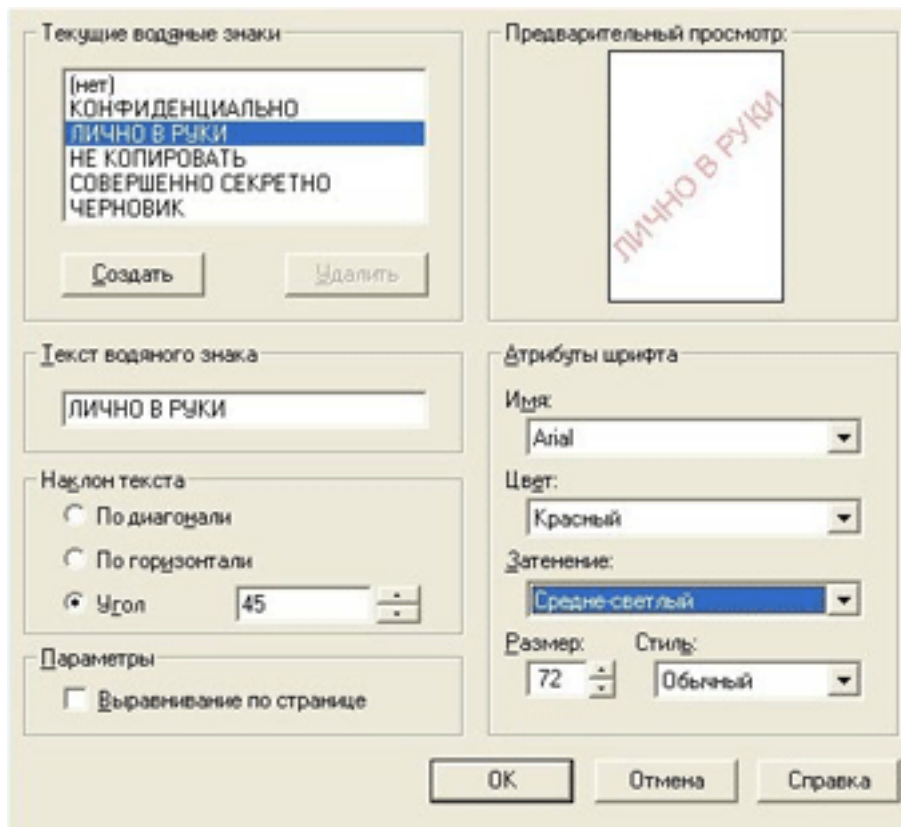 Текущие водяные знаки
(нет)
КОНФИДЕНЦИАЛЬНО
ЛИЧНО В РУКИ
НЕ КОПИРОВАТЬ
СОВЕРШЕННО СЕКРЕТНО
ЧЕРНОВИК
Создать
Удалить
Предварительный просмотр:
ЛИЧНО В РУКИ
Текст водяного знака
ЛИЧНО В РУКИ
Наклон текста
По диагонали
По горизонтали
Угол 45
Параметры
Выравнивание по странице
Атрибуты шрифта
Имя:
Arial
Цвет:
Красный
Затенение:
Средне-светлый
Размер: Стиль:
72 Обычный
OK Отмена Справка